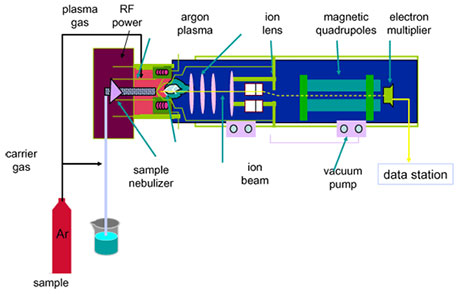 plasma
gas
RF
power
argon
plasma
ion
lens
magnetic
quadrupoles
electron
multiplier
carrier
gas
sample
nebulizer
ion
beam
vacuum
pump
data station
Ar
sample